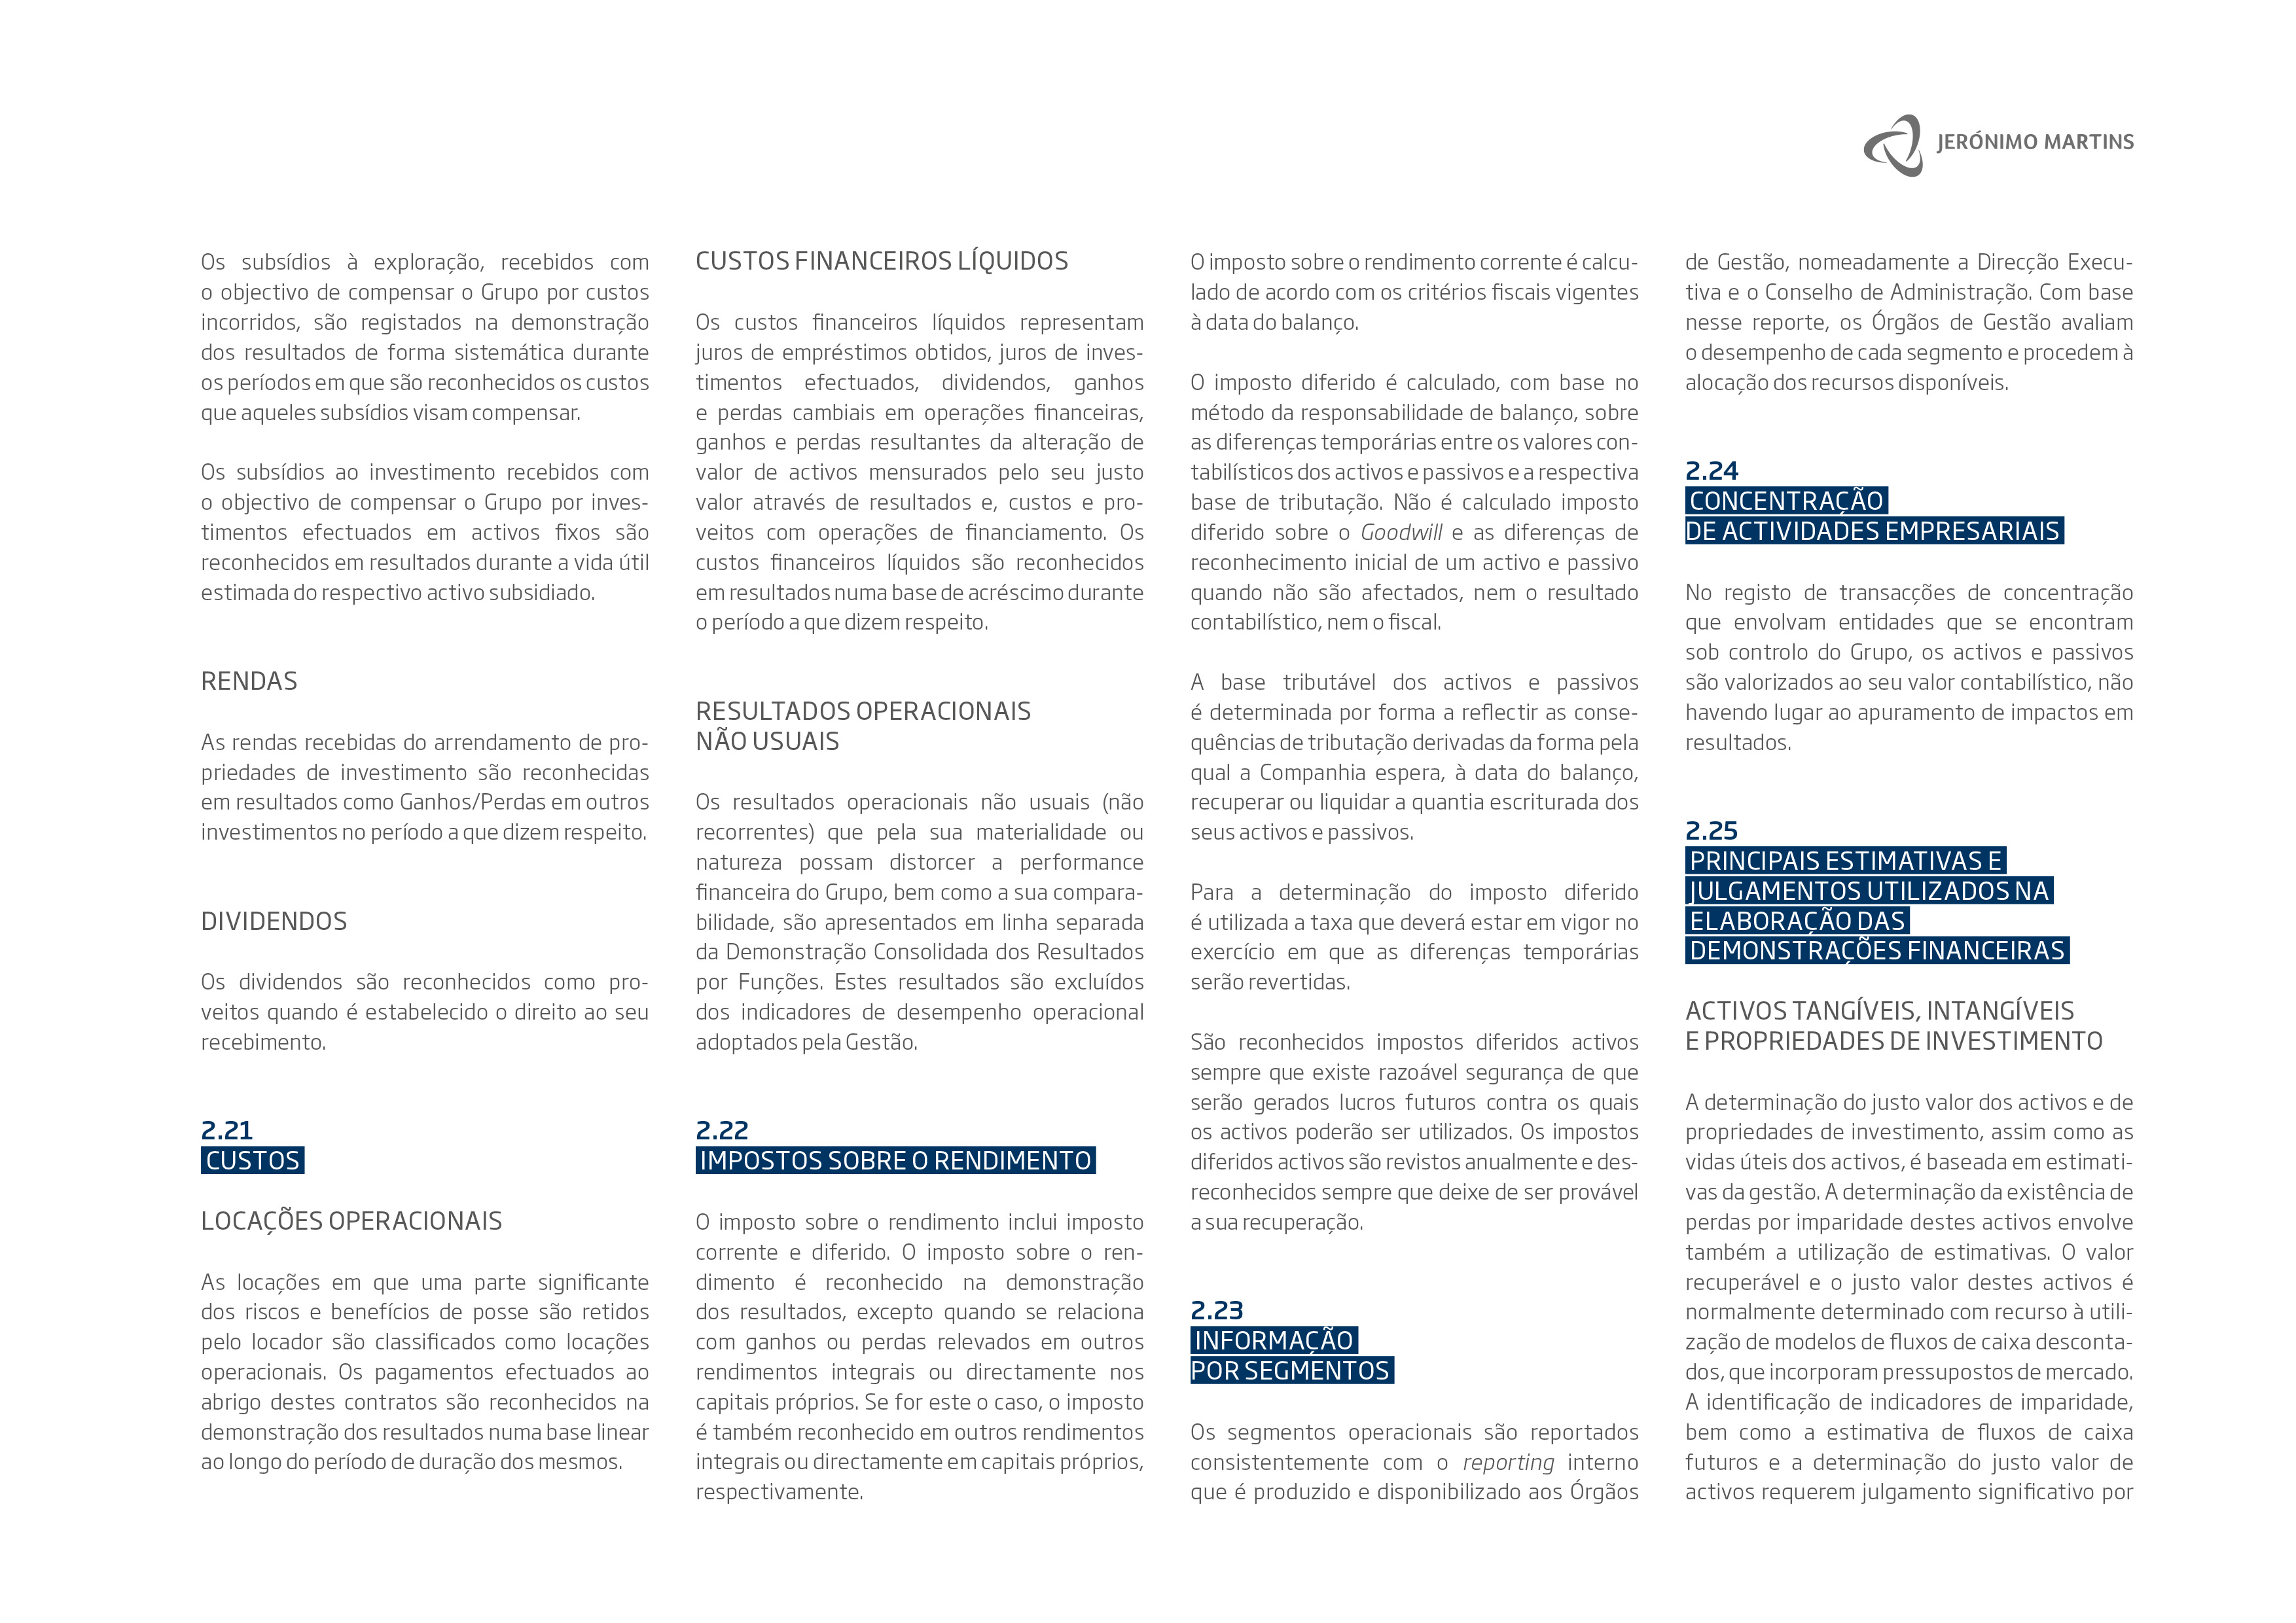 JERÓNIMO MARTINS
Os subsídios à exploração, recebidos com
o objectivo de compensar o Grupo por custos
incorridos, são registados na demonstração
dos resultados de forma sistemática durante
os períodos em que são reconhecidos os custos
que aqueles subsídios visam compensar.
Os subsídios ao investimento recebidos com
o objectivo de compensar o Grupo por inves-
timentos efectuados em activos fixos são
reconhecidos em resultados durante a vida útil
estimada do respectivo activo subsidiado.
RENDAS
As rendas recebidas do arrendamento de pro-
priedades de investimento são reconhecidas
em resultados como Ganhos/Perdas em outros
investimentos no período a que dizem respeito.
DIVIDENDOS
Os dividendos são reconhecidos como pro-
veitos quando é estabelecido o direito ao seu
recebimento.
2.21
CUSTOS
LOCAÇÕES OPERACIONAIS
As locações em que uma parte significante
dos riscos e benefícios de posse são retidos
pelo locador são classificados como locações
operacionais. Os pagamentos efectuados ao
abrigo destes contratos são reconhecidos na
demonstração dos resultados numa base linear
ao longo do período de duração dos mesmos.
CUSTOS FINANCEIROS LÍQUIDOS
Os custos financeiros líquidos representam
juros de empréstimos obtidos, juros de inves-
timentos efectuados, dividendos, ganhos
e perdas cambiais em operações financeiras,
ganhos e perdas resultantes da alteração de
valor de activos mensurados pelo seu justo
valor através de resultados e, custos e pro-
veitos com operações de financiamento. Os
custos financeiros líquidos são reconhecidos
em resultados numa base de acréscimo durante
o período a que dizem respeito.
RESULTADOS OPERACIONAIS
NÃO USUAIS
Os resultados operacionais não usuais (não
recorrentes) que pela sua materialidade ou
natureza possam distorcer a performance
financeira do Grupo, bem como a sua compara-
bilidade, são apresentados em linha separada
da Demonstração Consolidada dos Resultados
por Funções. Estes resultados são excluídos
dos indicadores de desempenho operacional
adoptados pela Gestão.
2.22
IMPOSTOS SOBRE O RENDIMENTO
O imposto sobre o rendimento inclui imposto
corrente e diferido. O imposto sobre o ren-
dimento é reconhecido na demonstração
dos resultados, excepto quando se relaciona
com ganhos ou perdas relevados em outros
rendimentos integrais ou directamente nos
capitais próprios. Se for este o caso, o imposto
é também reconhecido em outros rendimentos
integrais ou directamente em capitais próprios,
respectivamente.
O imposto sobre o rendimento corrente é calcu-
lado de acordo com os critérios fiscais vigentes
à data do balanço.
O imposto diferido é calculado, com base no
método da responsabilidade de balanço, sobre
as diferenças temporárias entre os valores con-
tabilísticos dos activos e passivos e a respectiva
base de tributação. Não é calculado imposto
diferido sobre o Goodwill e as diferenças de
reconhecimento inicial de um activo e passivo
quando não são afectados, nem o resultado
contabilístico, nem o fiscal.
A base tributável dos activos e passivos
é determinada por forma a reflectir as conse-
quências de tributação derivadas da forma pela
qual a Companhia espera, à data do balanço,
recuperar ou liquidar a quantia escriturada dos
seus activos e passivos.
Para a determinação do imposto diferido
é utilizada a taxa que deverá estar em vigor no
exercício em que as diferenças temporárias
serão revertidas.
São reconhecidos impostos diferidos activos
sempre que existe razoável segurança de que
serão gerados lucros futuros contra os quais
os activos poderão ser utilizados. Os impostos
diferidos activos são revistos anualmente e des-
reconhecidos sempre que deixe de ser provável
a sua recuperação.
2.23
INFORMAÇÃO
POR SEGMENTOS
Os segmentos operacionais são reportados
consistentemente com o reporting interno
que é produzido e disponibilizado aos Órgãos
de Gestão, nomeadamente a Direcção Execu-
tiva e o Conselho de Administração. Com base
nesse reporte, os Órgãos de Gestão avaliam
o desempenho de cada segmento e procedem à
alocação dos recursos disponíveis.
2.24
CONCENTRAÇÃO
DE ACTIVIDADES EMPRESARIAIS
No registo de transacções de concentração
que envolvam entidades que se encontram
sob controlo do Grupo, os activos e passivos
são valorizados ao seu valor contabilístico, não
havendo lugar ao apuramento de impactos em
resultados.
2.25
PRINCIPAIS ESTIMATIVAS E
JULGAMENTOS UTILIZADOS NA
ELABORAÇÃO DAS
DEMONSTRAÇÕES FINANCEIRAS
ACTIVOS TANGÍVEIS, INTANGÍVEIS
E PROPRIEDADES DE INVESTIMENTO
A determinação do justo valor dos activos e de
propriedades de investimento, assim como as
vidas úteis dos activos, é baseada em estimati-
vas da gestão. A determinação da existência de
perdas por imparidade destes activos envolve
também a utilização de estimativas. O valor
recuperável e o justo valor destes activos é
normalmente determinado com recurso à utili-
zação de modelos de fluxos de caixa desconta-
dos, que incorporam pressupostos de mercado.
A identificação de indicadores de imparidade,
bem como a estimativa de fluxos de caixa
futuros e a determinação do justo valor de
activos requerem julgamento significativo por